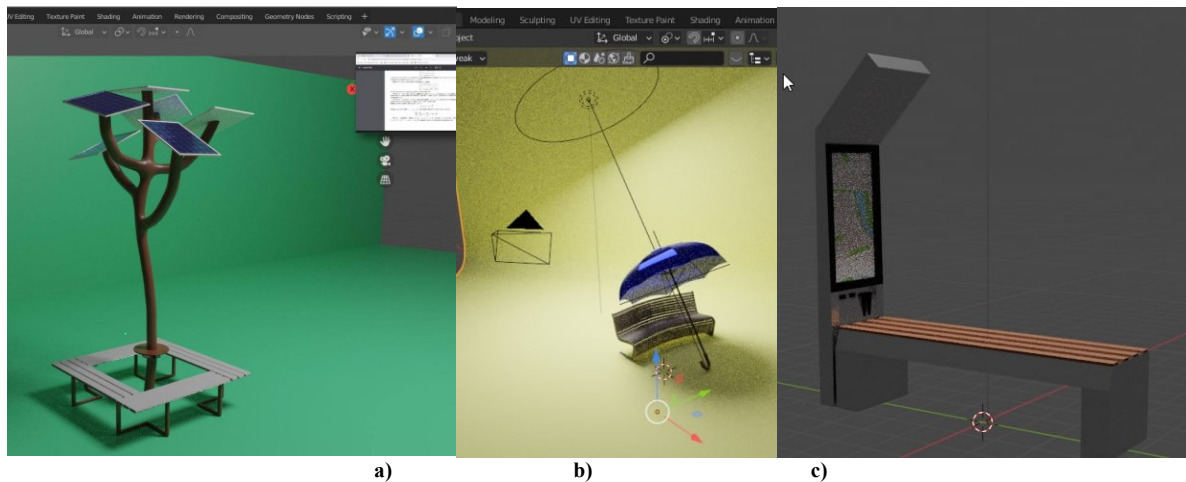 UV Editing Texture Paint Shading Animation Rendering Compositing Geometry Nodes Scripting +
Global
Modeling Sculpting UV Editing Texture Paint Shading Animation
ject
Global
eak
a) b) c)